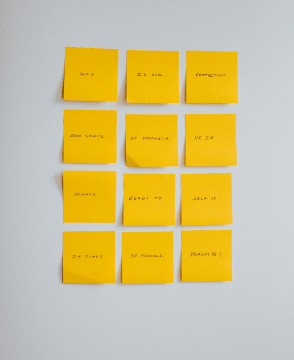 GOD IS OUR PROTECTION
AND SOURCE OF STRENGTH. HE IS
ALWAYS READY TO HELP US
IN TIMES OF TROUBLE. PSALM 46:1